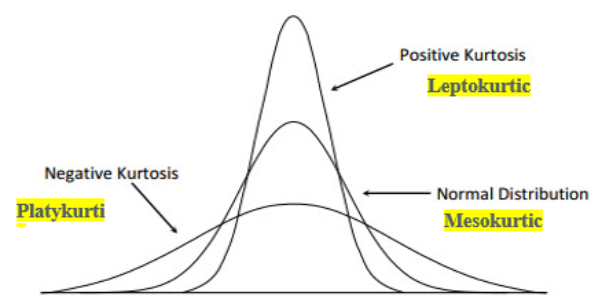 Positive Kurtosis
Leptokurtic
Negative Kurtosis
Platykurti
Normal Distribution
Mesokurtic